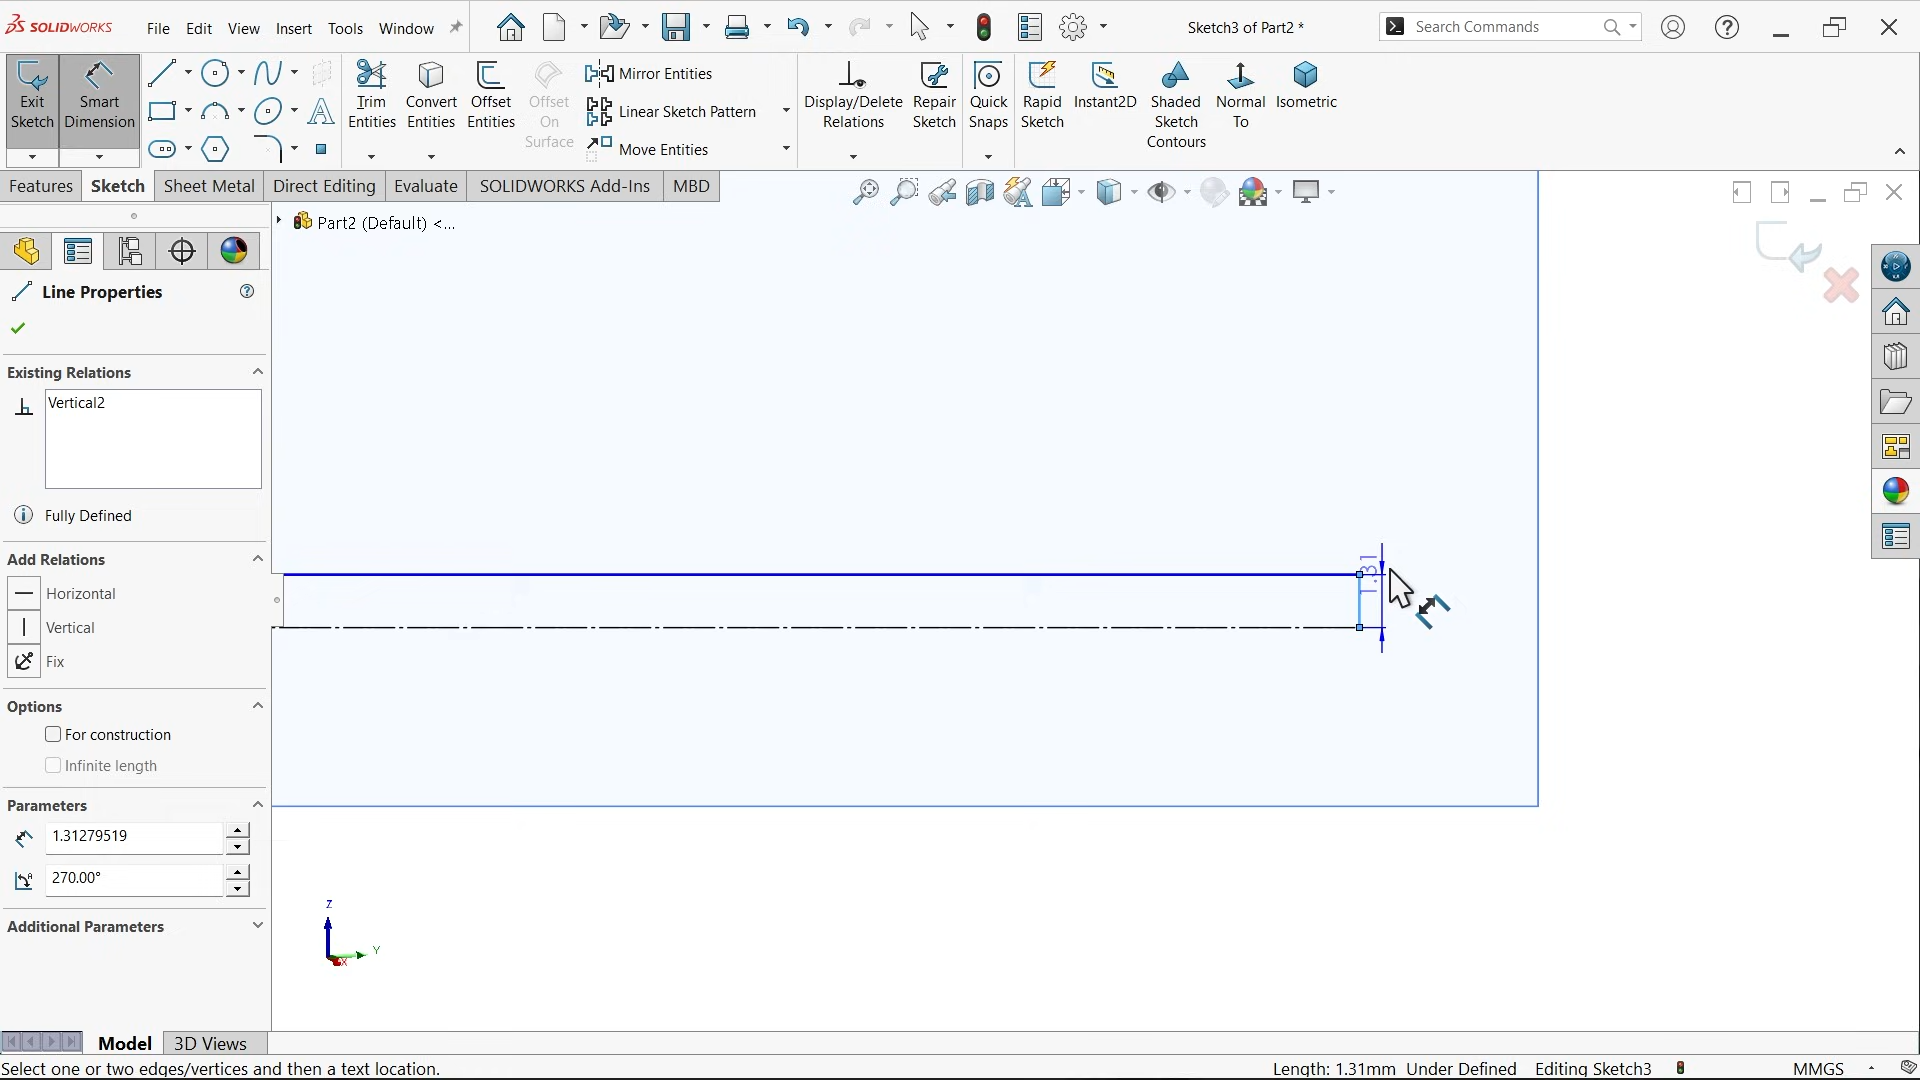 SOLIDWORKS File Edit View Insert Tools Window Sketch3 of Part2 * Search Commands
Exit Sketch
Smart Dimension
Trim Entities
Convert Entities
Offset Entities
Offset On Surface
Mirror Entities
Linear Sketch Pattern
Move Entities
Display/Delete Relations
Repair Sketch
Quick Snaps
Rapid Sketch
Instant2D
Shaded Sketch Contours
Normal To
Isometric
Features Sketch Sheet Metal Direct Editing Evaluate SOLIDWORKS Add-Ins MBD
Part2 (Default) <...
Line Properties
Existing Relations
Vertical2
Fully Defined
Add Relations
Horizontal
Vertical
Fix
Options
For construction
Infinite length
Parameters
1.31279519
270.00°
Additional Parameters
1.31
Z
Y
X
Model 3D Views
Select one or two edges/vertices and then a text location. Length: 1.31mm Under Defined Editing Sketch3 MMGS